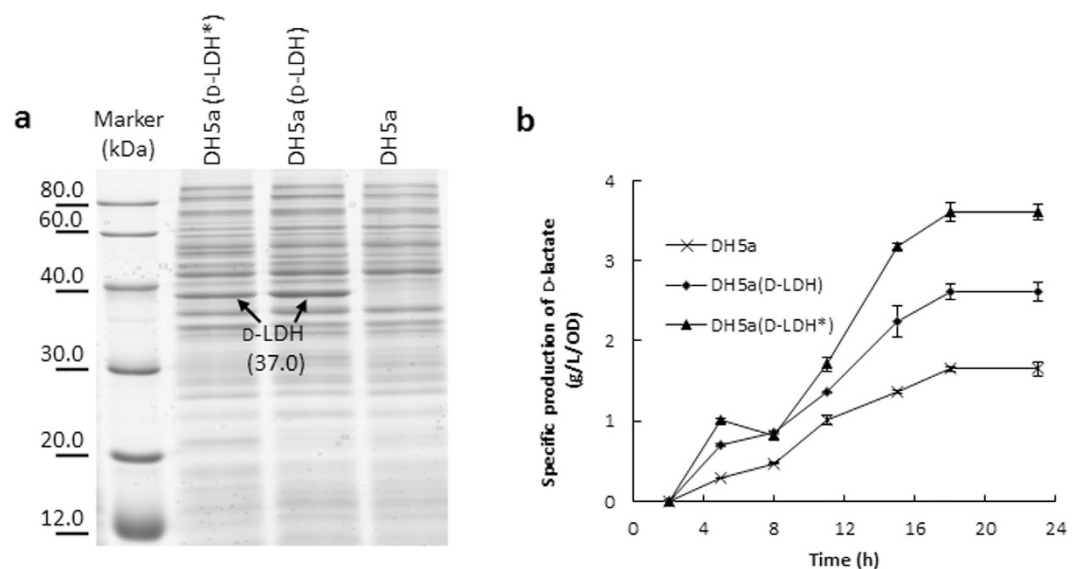 a
Marker
(kDa)
DH5a (D-LDH*)
DH5a (D-LDH)
DH5a
80.0
60.0
40.0
30.0
20.0
12.0
D-LDH
(37.0)
b
Specific production of D-lactate
(g/L/OD)
4
3
2
1
0
DH5a
DH5a(D-LDH)
DH5a(D-LDH*)
0 4 8 12 16 20 24
Time (h)